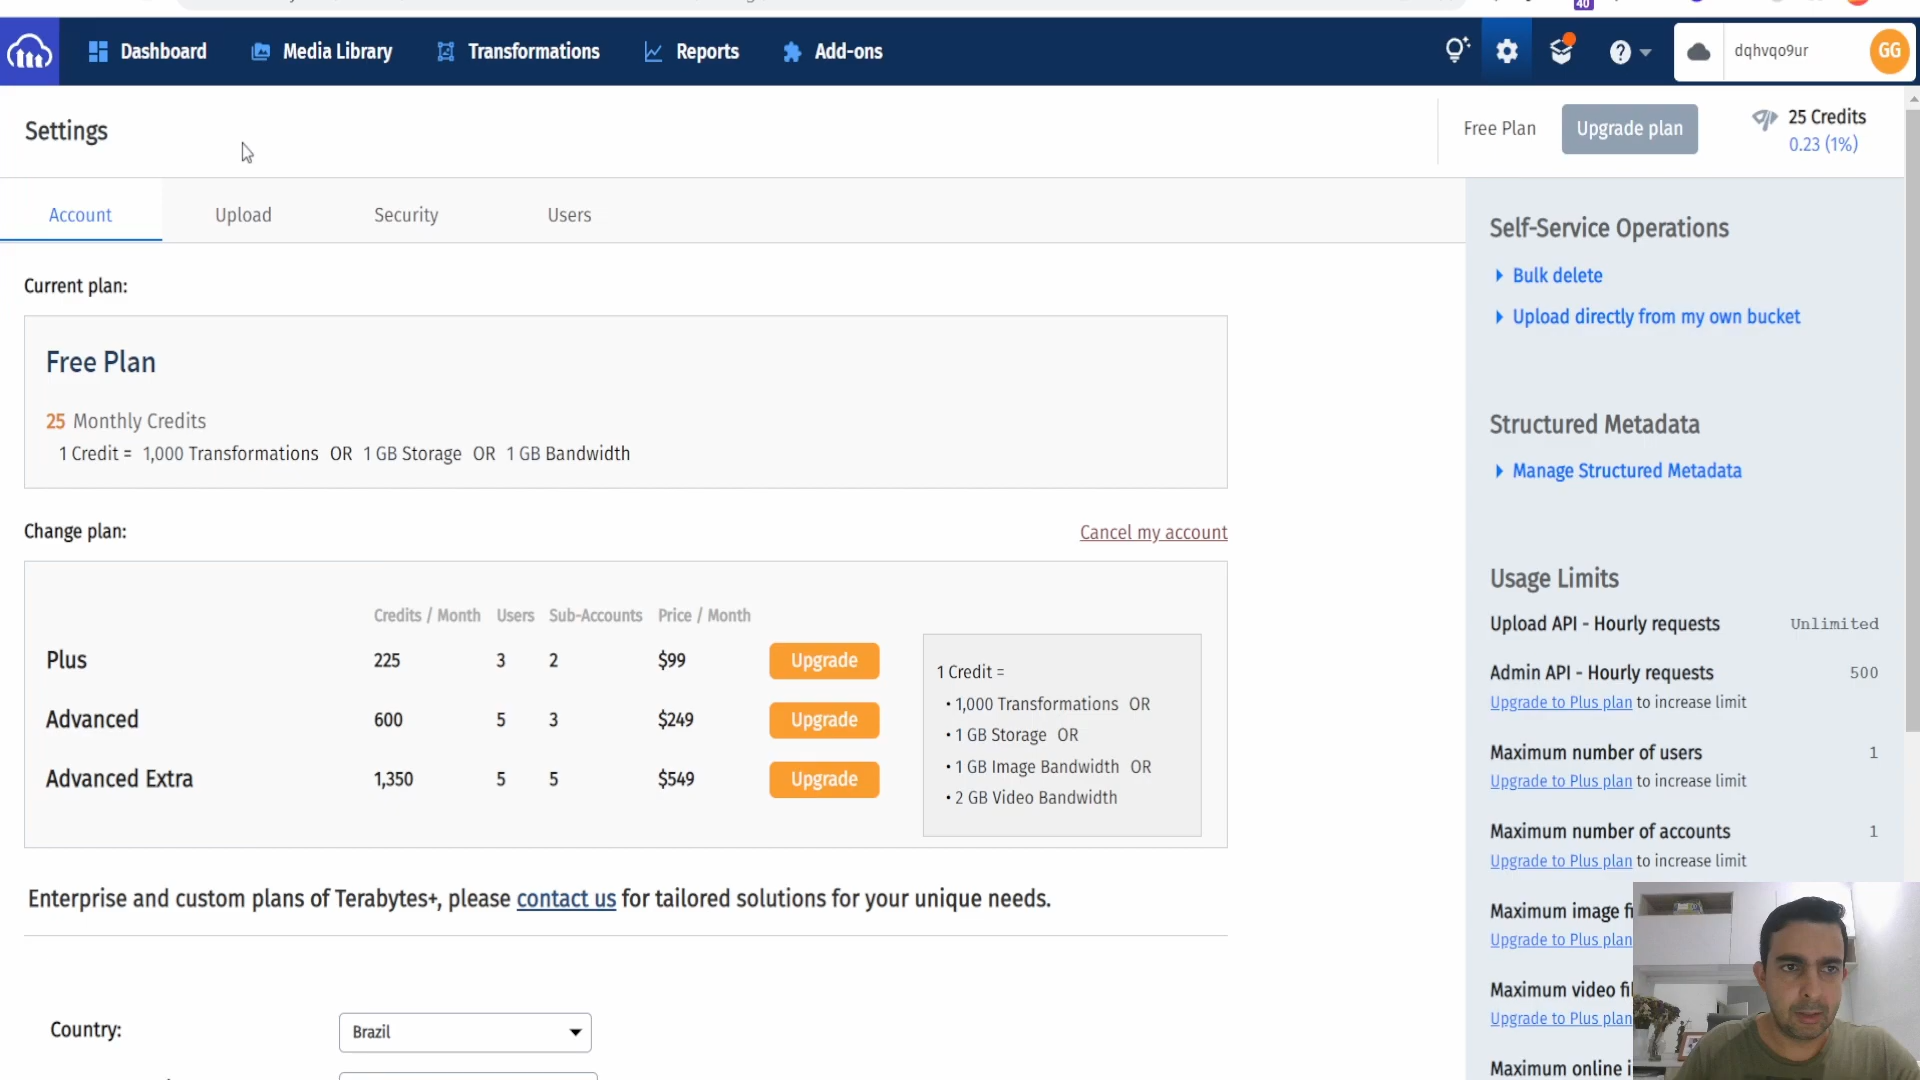 40
Dashboard
Media Library
Transformations
Reports
Add-ons
dqhvqo9ur
GG
Settings
Free Plan
Upgrade plan
25 Credits
0.23 (1%)
Account
Upload
Security
Users
Current plan:
Free Plan
25 Monthly Credits
1 Credit = 1,000 Transformations OR 1 GB Storage OR 1 GB Bandwidth
Change plan:
Cancel my account
Credits / Month Users Sub-Accounts Price / Month
Plus 225 3 2 $99 Upgrade
Advanced 600 5 3 $249 Upgrade
Advanced Extra 1,350 5 5 $549 Upgrade
1 Credit =
• 1,000 Transformations OR
• 1 GB Storage OR
• 1 GB Image Bandwidth OR
• 2 GB Video Bandwidth
Enterprise and custom plans of Terabytes+, please contact us for tailored solutions for your unique needs.
Country:
Brazil
Self-Service Operations
Bulk delete
Upload directly from my own bucket
Structured Metadata
Manage Structured Metadata
Usage Limits
Upload API - Hourly requests Unlimited
Admin API - Hourly requests 500
Upgrade to Plus plan to increase limit
Maximum number of users 1
Upgrade to Plus plan to increase limit
Maximum number of accounts 1
Upgrade to Plus plan to increase limit
Maximum image fi
Upgrade to Plus plan
Maximum video fil
Upgrade to Plus plan
Maximum online i